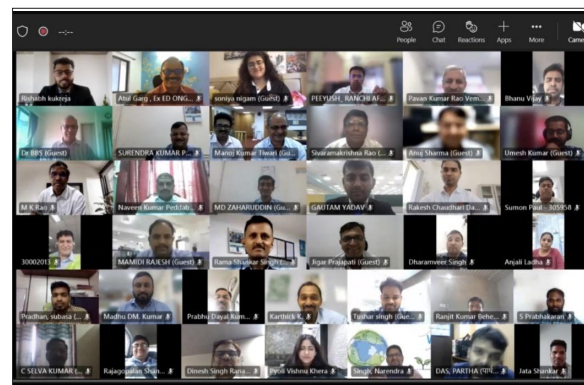 --:--
People Chat Reactions Apps More Came
Rishabh kukreja
Atul Garg , Ex ED ONG...
soniya nigam (Guest)
PEEYUSH, RANCHI AF...
Pavan Kumar Rao Vem...
Bhanu Vijay
Dr BBS (Guest)
SURENDRA KUMAR P...
Manoj Kumar Tiwari (Gu...
Sivaramakrishna Rao (...
Anuj Sharma (Guest)
Umesh Kumar (Guest)
M K Rao
Naveen Kumar Peddab...
MD ZAHARUDDIN (Gu...
GAUTAM YADAV
Rakesh Chaudhari Da...
Sumon Paul - 305958
30002013
MAMIDI RAJESH (Guest)
Rama Shankar Singh (...
Jigar Prajapati (Guest)
Dharamveer Singh
Anjali Ladha
Pradhan, subasa (...
Madhu DM. Kumar
Prabhu Dayal Kum...
Karthick K.
Tushar singh (Gue...
Ranjit Kumar Behe...
S Prabhakaran
C SELVA KUMAR (...
Rajagopalan Shan...
Dinesh Singh Rana...
Pyoli Vishnu Khera
Singh, Narendra
DAS, PARTHA
Jata Shankar